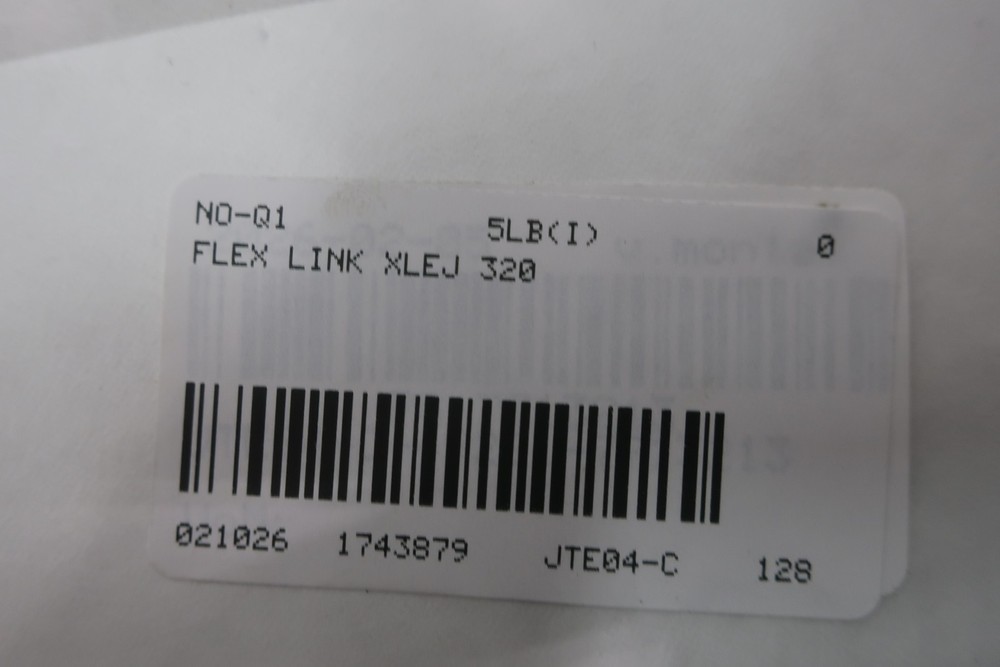 NO-Q1 5LB(I) 0
FLEX LINK XLEJ 320
021026 1743879 JTE04-C 128